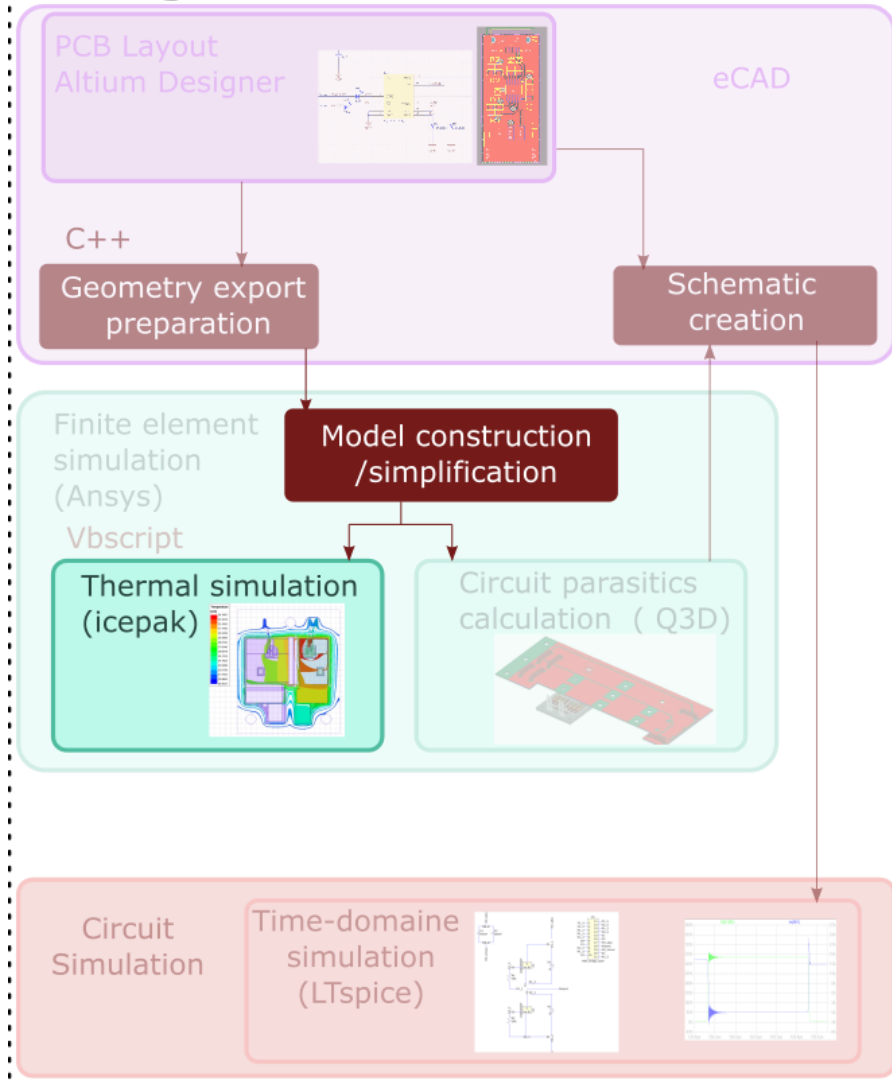 PCB Layout
Altium Designer
eCAD
C++
Geometry export
preparation
Schematic
creation
Finite element
simulation
(Ansys)
Vbscript
Model construction
/simplification
Thermal simulation
(icepak)
Circuit parasitics
calculation ( Q3D)
Circuit
Simulation
Time-domaine
simulation
(LTspice)